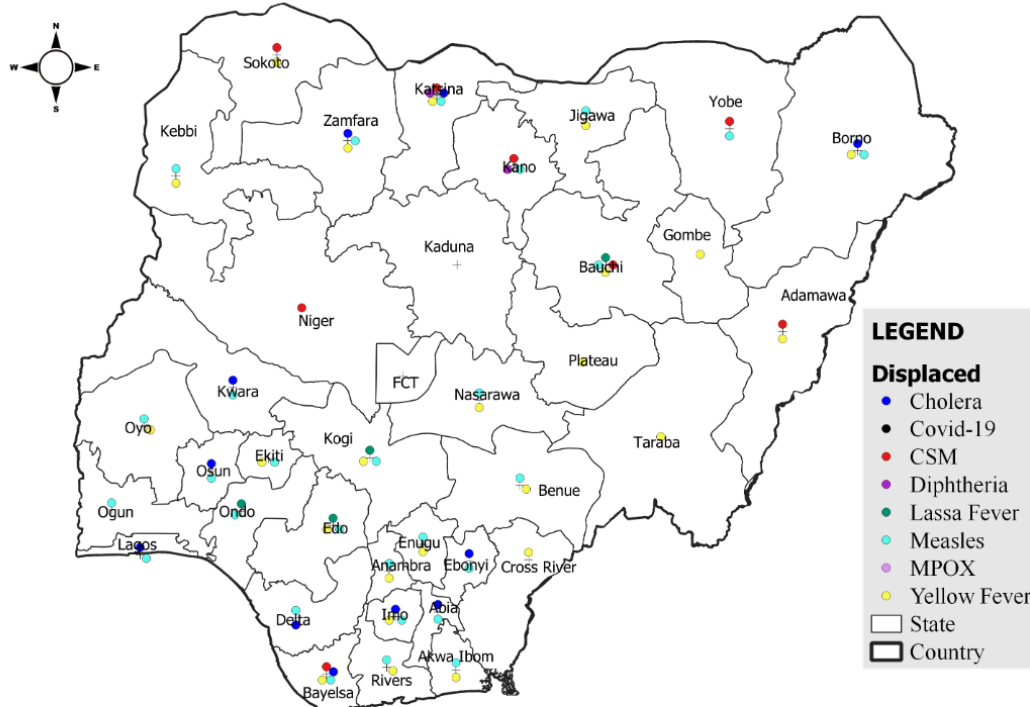 N
W E
S
Sokoto
Katsina
Kebbi
Zamfara
Jigawa
Yobe
Borno
Kano
Kaduna
Bauchi
Gombe
Adamawa
Niger
Plateau
FCT
Nasarawa
Kwara
Oyo
Kogi
Taraba
Osun
Ekiti
Benue
Ogun
Ondo
Edo
Lagos
Enugu
Anambra
Ebonyi
Cross River
Delta
Imo
Abia
Akwa Ibom
Bayelsa
Rivers
LEGEND
Displaced
Cholera
Covid-19
CSM
Diphtheria
Lassa Fever
Measles
MPOX
Yellow Fever
State
Country